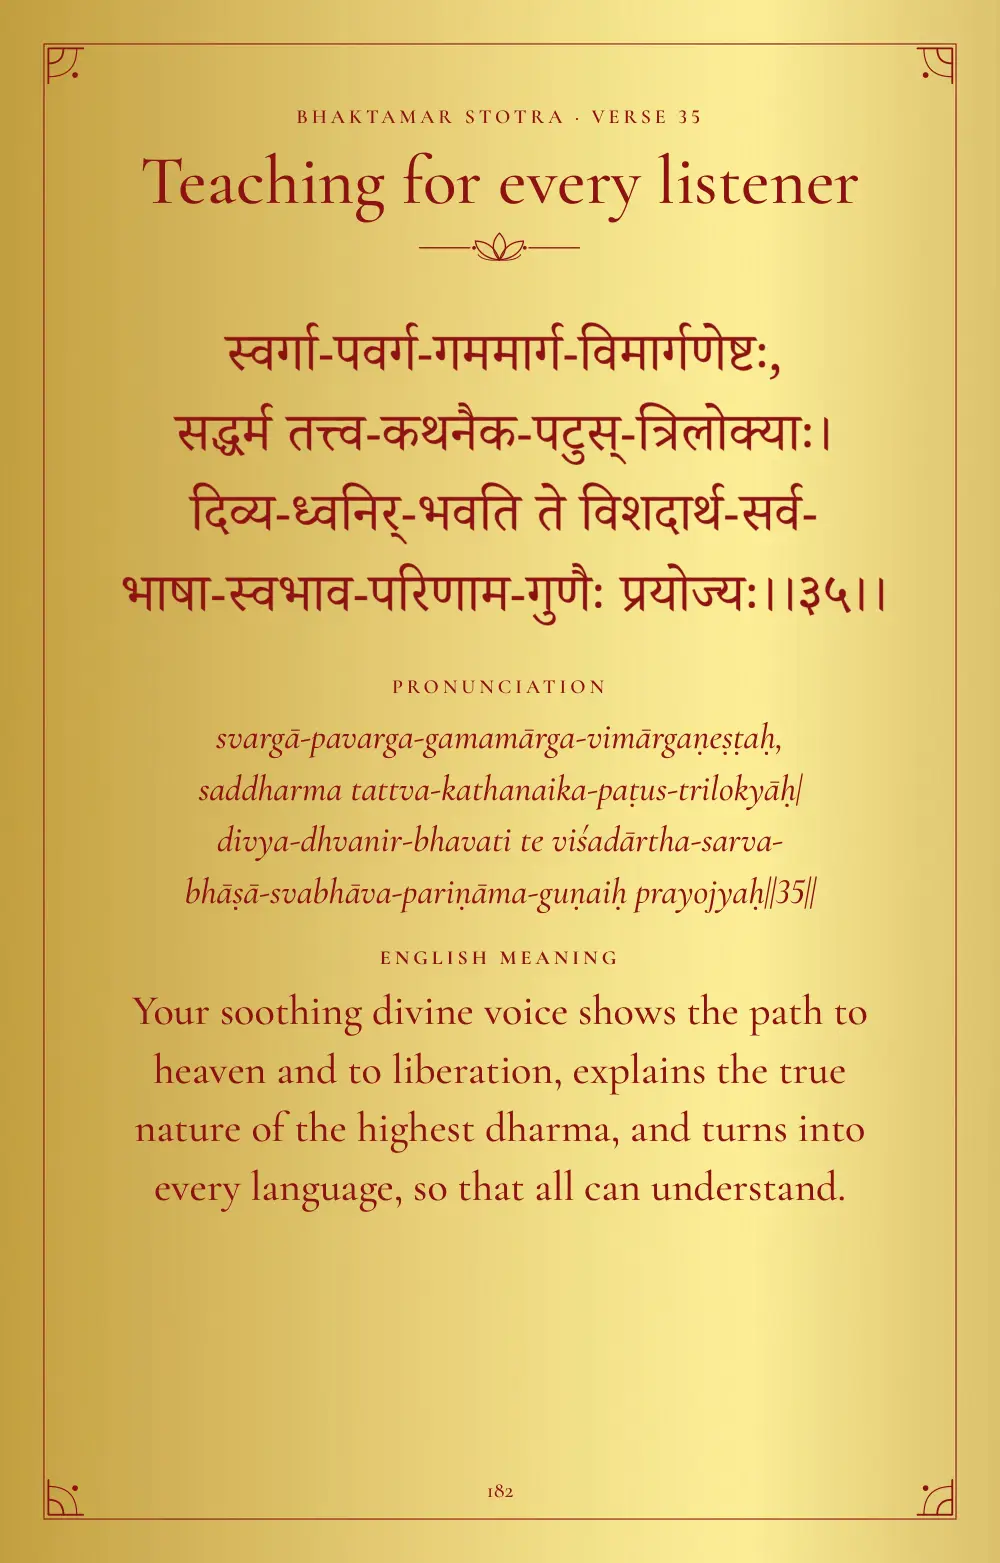 BHAKTAMAR STOTRA · VERSE 35
Teaching for every listener
स्वर्गा-पवर्ग-गममार्ग-विमार्गणेष्टः,
सद्धर्म तत्त्व-कथनैक-पटुस्-त्रिलोक्याः।
दिव्य-ध्वनिर्-भवति ते विशदार्थ-सर्व-
भाषा-स्वभाव-परिणाम-गुणैः प्रयोज्यः।।३५।।
PRONUNCIATION
svargā-pavarga-gamamārga-vimārgaṇeṣṭaḥ,
saddharma tattva-kathanaika-paṭus-trilokyāḥ|
divya-dhvanir-bhavati te viśadārtha-sarva-
bhāṣā-svabhāva-pariṇāma-guṇaiḥ prayojyaḥ||35||
ENGLISH MEANING
Your soothing divine voice shows the path to
heaven and to liberation, explains the true
nature of the highest dharma, and turns into
every language, so that all can understand.
182